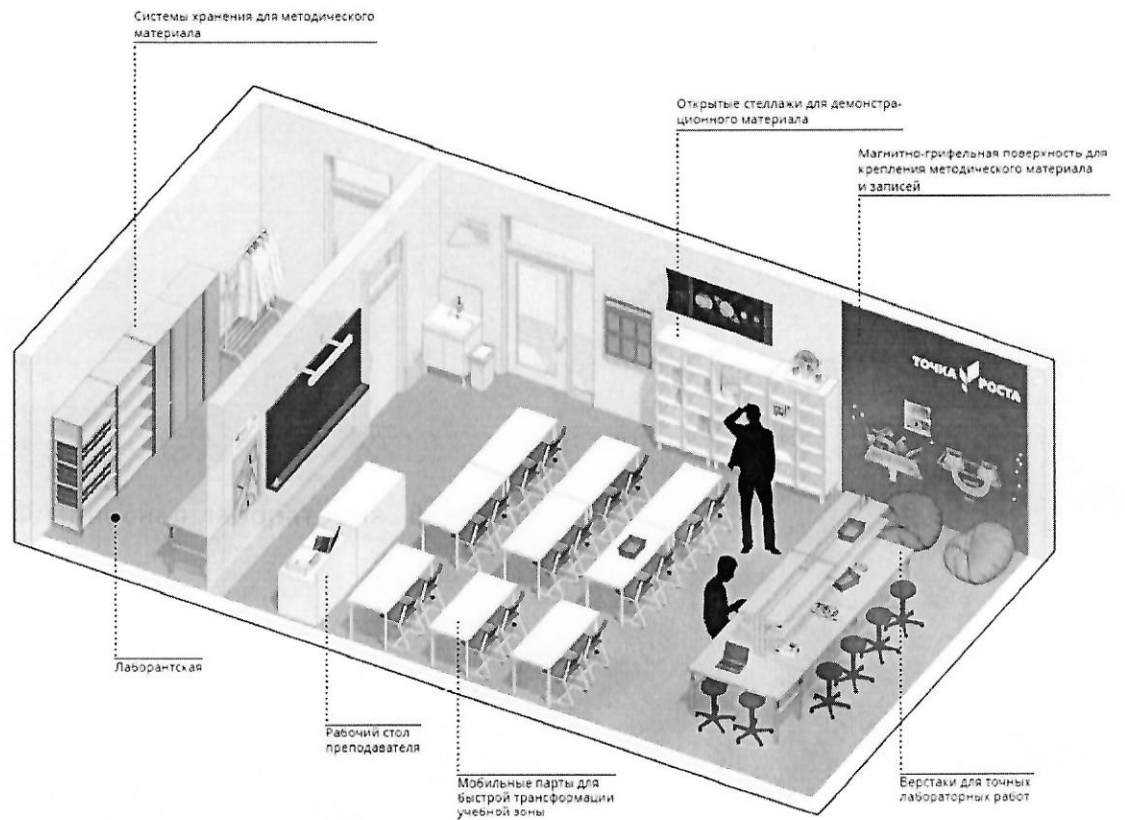 Системы хранения для методического
материала
Открытые стеллажи для демонстра-
ционного материала
Магнитно-грифельная поверхность для
крепления методического материала
и записей
ТОЧКА РОСТА
Лаборантская
Рабочий стол
преподавателя
Мобильные парты для
быстрой трансформации
учебной зоны
Верстаки для точных
лабораторных работ